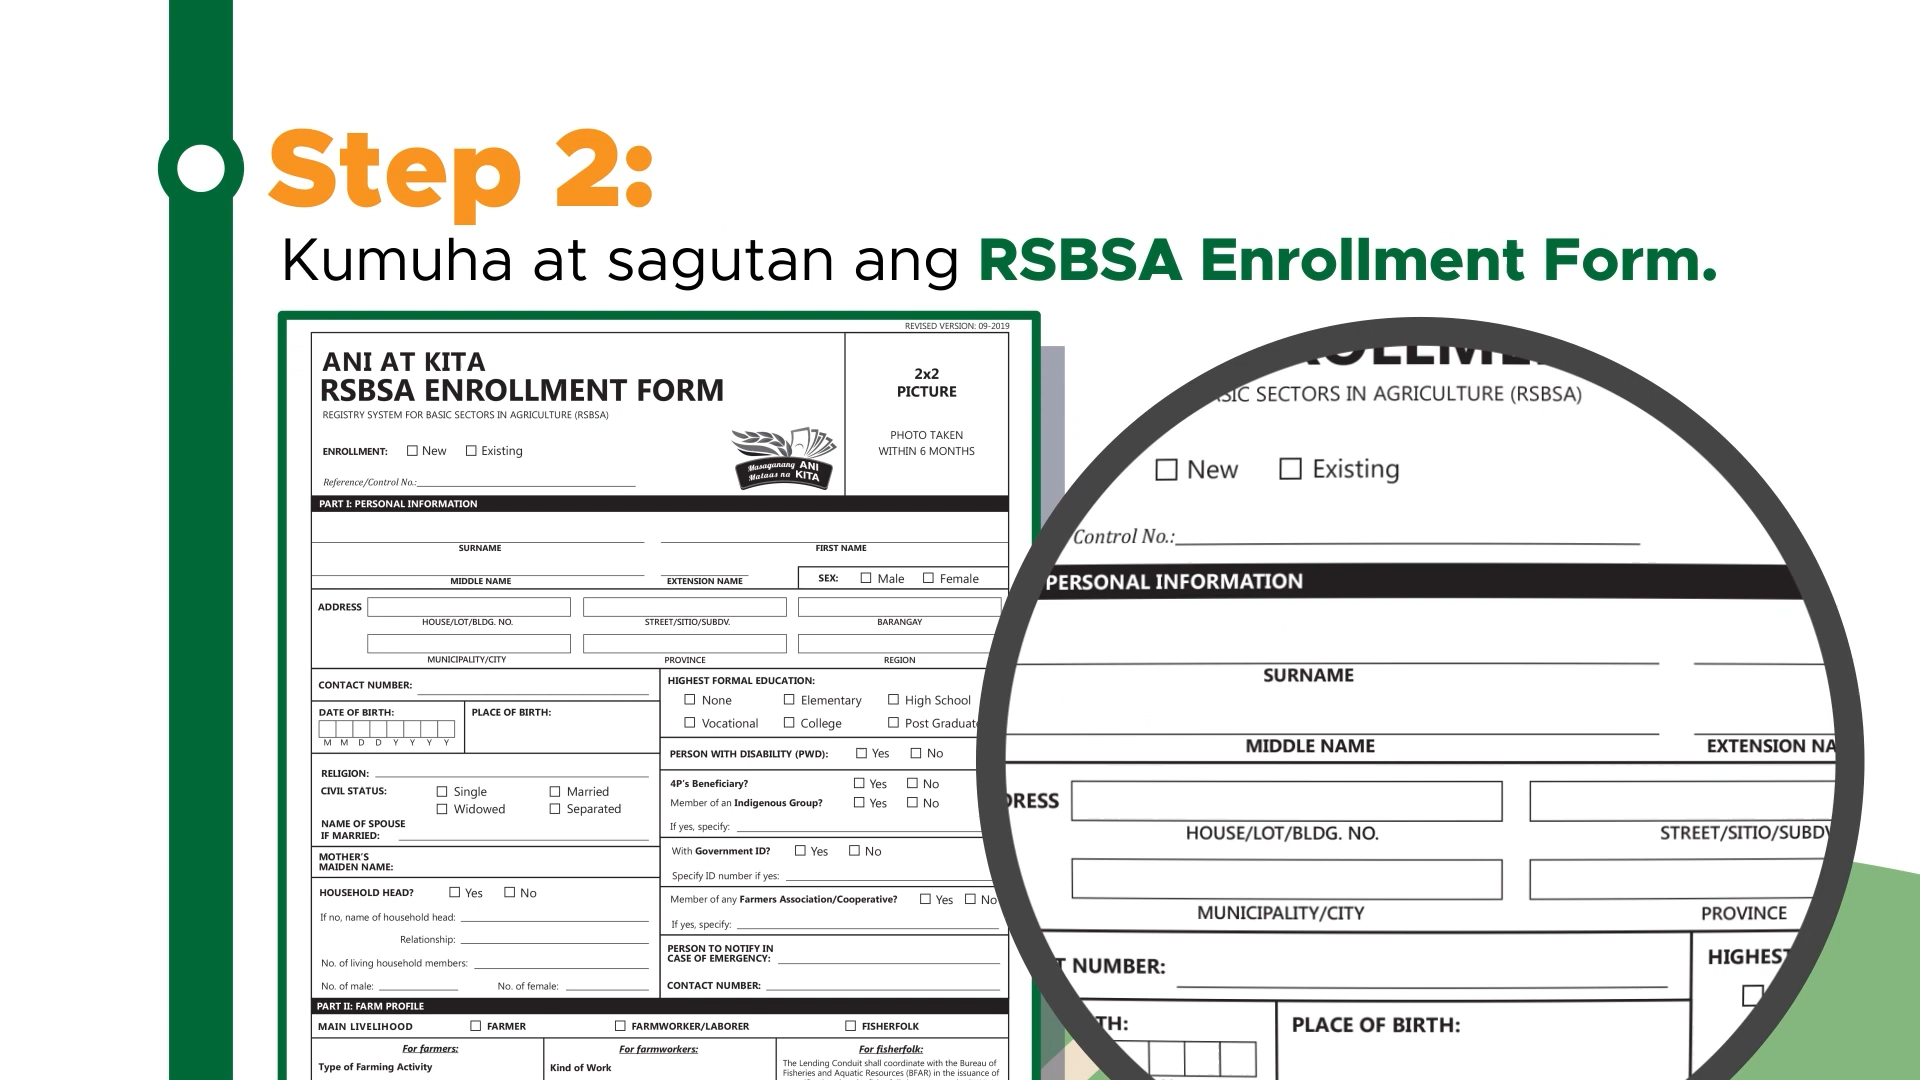 Step 2:
Kumuha at sagutan ang RSBSA Enrollment Form.
REVISED VERSION: 09-2019
ANI AT KITA
RSBSA ENROLLMENT FORM
REGISTRY SYSTEM FOR BASIC SECTORS IN AGRICULTURE (RSBSA)
ENROLLMENT: New Existing
Reference/Control No.:
Masaganang ANI
Mataas na KITA
2x2
PICTURE
PHOTO TAKEN
WITHIN 6 MONTHS
PART I: PERSONAL INFORMATION
SURNAME FIRST NAME
MIDDLE NAME EXTENSION NAME SEX: Male Female
ADDRESS
HOUSE/LOT/BLDG. NO. STREET/SITIO/SUBDV. BARANGAY
MUNICIPALITY/CITY PROVINCE REGION
CONTACT NUMBER:
DATE OF BIRTH: PLACE OF BIRTH:
M M D D Y Y Y Y
RELIGION:
CIVIL STATUS: Single Married
Widowed Separated
NAME OF SPOUSE
IF MARRIED:
MOTHER'S
MAIDEN NAME:
HOUSEHOLD HEAD? Yes No
If no, name of household head:
Relationship:
No. of living household members:
No. of male: No. of female:
HIGHEST FORMAL EDUCATION:
None Elementary High School
Vocational College Post Graduat
PERSON WITH DISABILITY (PWD): Yes No
4P's Beneficiary? Yes No
Member of an Indigenous Group? Yes No
If yes, specify:
With Government ID? Yes No
Specify ID number if yes:
Member of any Farmers Association/Cooperative? Yes No
If yes, specify:
PERSON TO NOTIFY IN
CASE OF EMERGENCY:
CONTACT NUMBER:
PART II: FARM PROFILE
MAIN LIVELIHOOD FARMER FARMWORKER/LABORER FISHERFOLK
For farmers: For farmworkers: For fisherfolk:
Type of Farming Activity Kind of Work
The Lending Conduit shall coordinate with the Bureau of
Fisheries and Aquatic Resources (BFAR) in the issuance of
SIC SECTORS IN AGRICULTURE (RSBSA)
New Existing
Control No.:
PERSONAL INFORMATION
SURNAME
MIDDLE NAME EXTENSION NA
RESS
HOUSE/LOT/BLDG. NO. STREET/SITIO/SUBDV
MUNICIPALITY/CITY PROVINCE
T NUMBER: HIGHEST
TH: PLACE OF BIRTH: